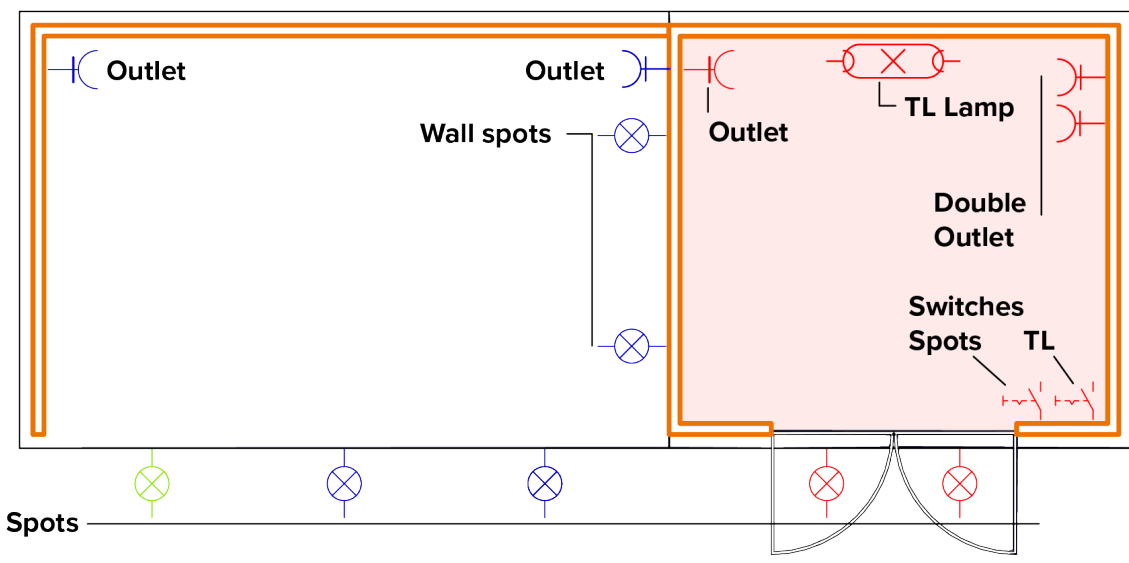 Outlet
Outlet
TL Lamp
Wall spots
Outlet
Double
Outlet
Switches
Spots TL
Spots